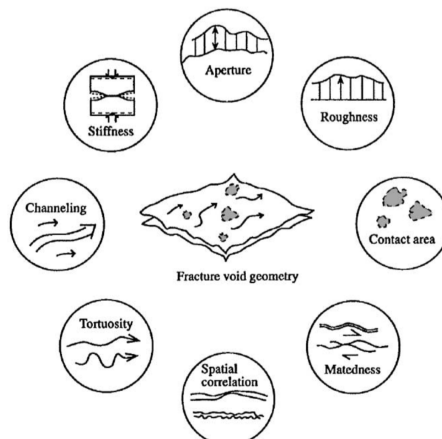 Aperture
Stiffness
Roughness
Channeling
Contact area
Fracture void geometry
Tortuosity
Matedness
Spatial
correlation